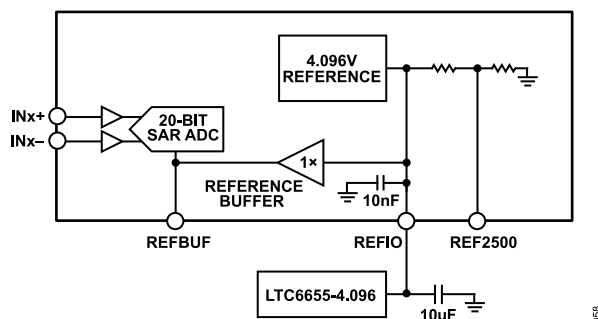 4.096V
REFERENCE
INx+
INx–
20-BIT
SAR ADC
1×
REFERENCE
BUFFER
10nF
REFBUF
REFIO
REF2500
LTC6655-4.096
10µF